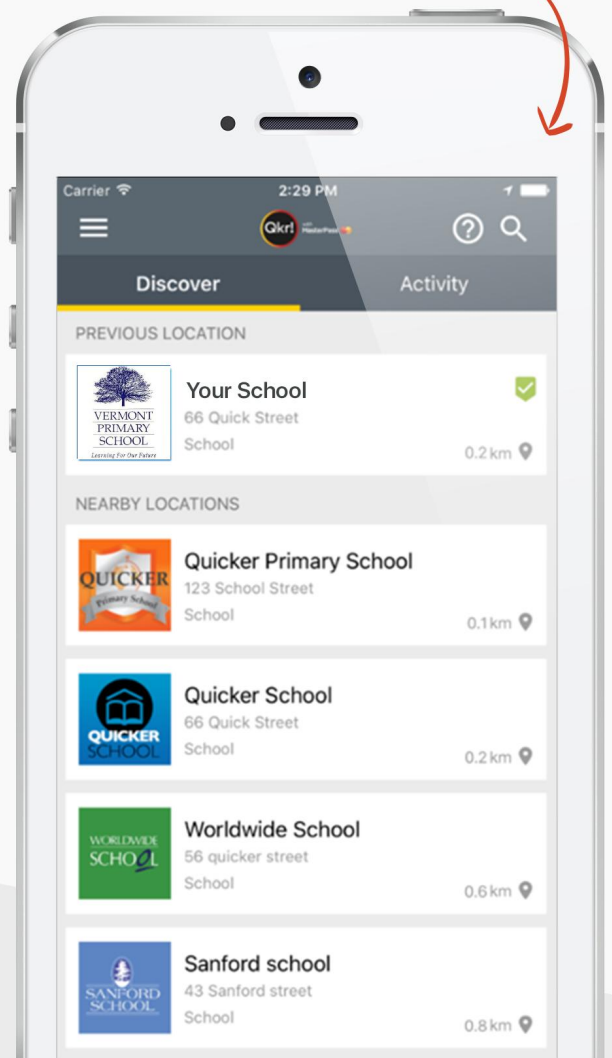 Carrier 2:29 PM
Qkr! with MasterPass
Discover Activity
PREVIOUS LOCATION
VERMONT
PRIMARY
SCHOOL
Learning For Our Future
Your School
66 Quick Street
School
0.2 km
NEARBY LOCATIONS
QUICKER
Primary School
Quicker Primary School
123 School Street
School
0.1 km
QUICKER
SCHOOL
Quicker School
66 Quick Street
School
0.2 km
WORLDWIDE
SCHOOL
Worldwide School
56 quicker street
School
0.6 km
SANFORD
SCHOOL
Sanford school
43 Sanford street
School
0.8 km